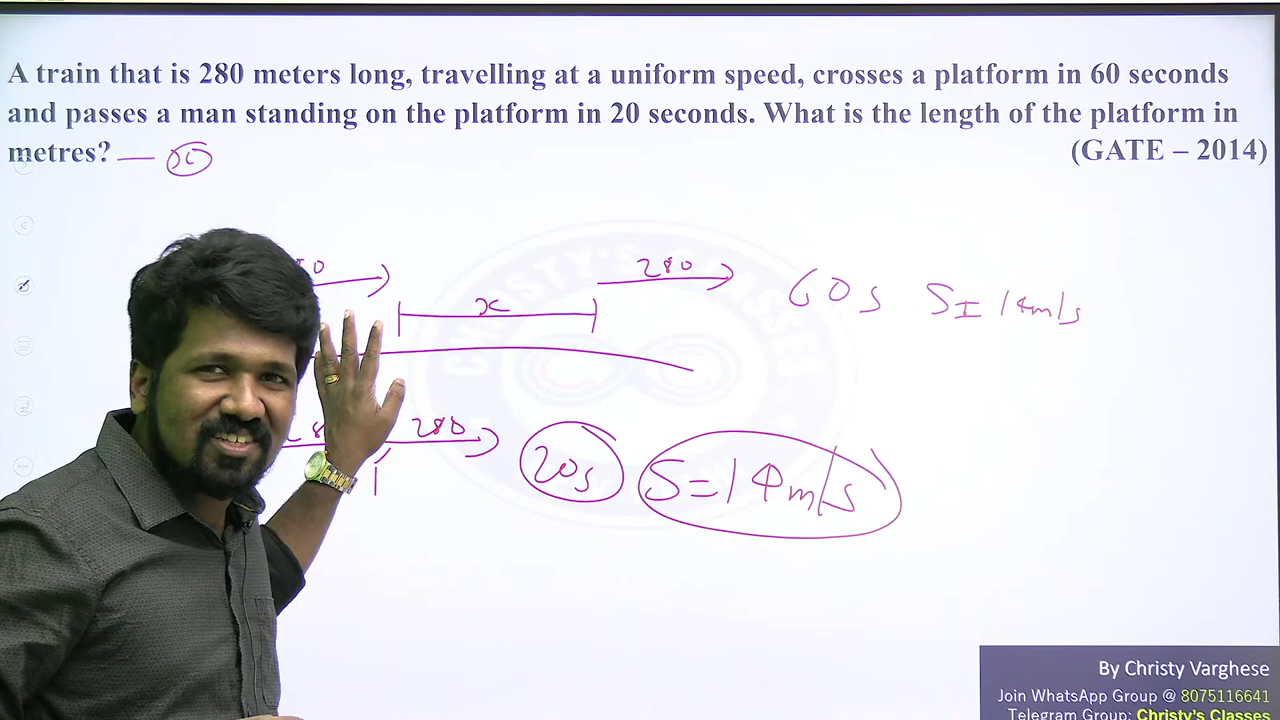 A train that is 280 meters long, travelling at a uniform speed, crosses a platform in 60 seconds
and passes a man standing on the platform in 20 seconds. What is the length of the platform in
metres? — x
(GATE – 2014)
280
x
60s S = 14m/s
280
20s
S = 14m/s
By Christy Varghese
Join WhatsApp Group @ 8075116641
Telegram Group: Christy's Classes